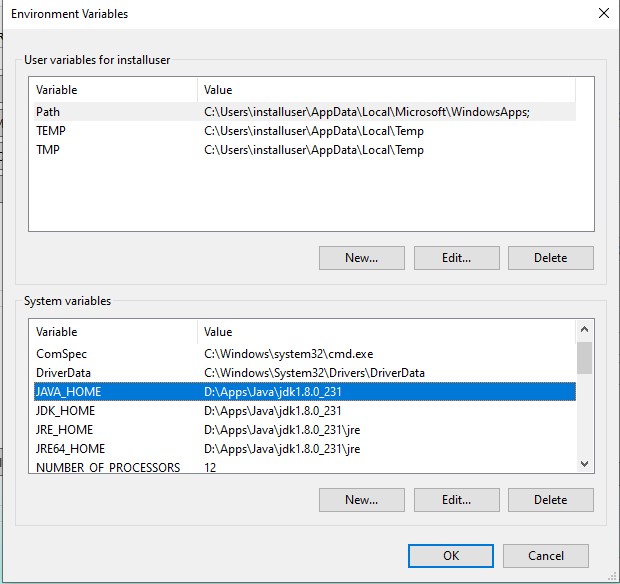 Environment Variables
User variables for installuser
Variable Value
Path C:\Users\installuser\AppData\Local\Microsoft\WindowsApps;
TEMP C:\Users\installuser\AppData\Local\Temp
TMP C:\Users\installuser\AppData\Local\Temp
New... Edit... Delete
System variables
Variable Value
ComSpec C:\Windows\system32\cmd.exe
DriverData C:\Windows\System32\Drivers\DriverData
JAVA_HOME D:\Apps\Java\jdk1.8.0_231
JDK_HOME D:\Apps\Java\jdk1.8.0_231
JRE_HOME D:\Apps\Java\jdk1.8.0_231\jre
JRE64_HOME D:\Apps\Java\jdk1.8.0_231\jre
NUMBER_OF_PROCESSORS 12
New... Edit... Delete
OK Cancel